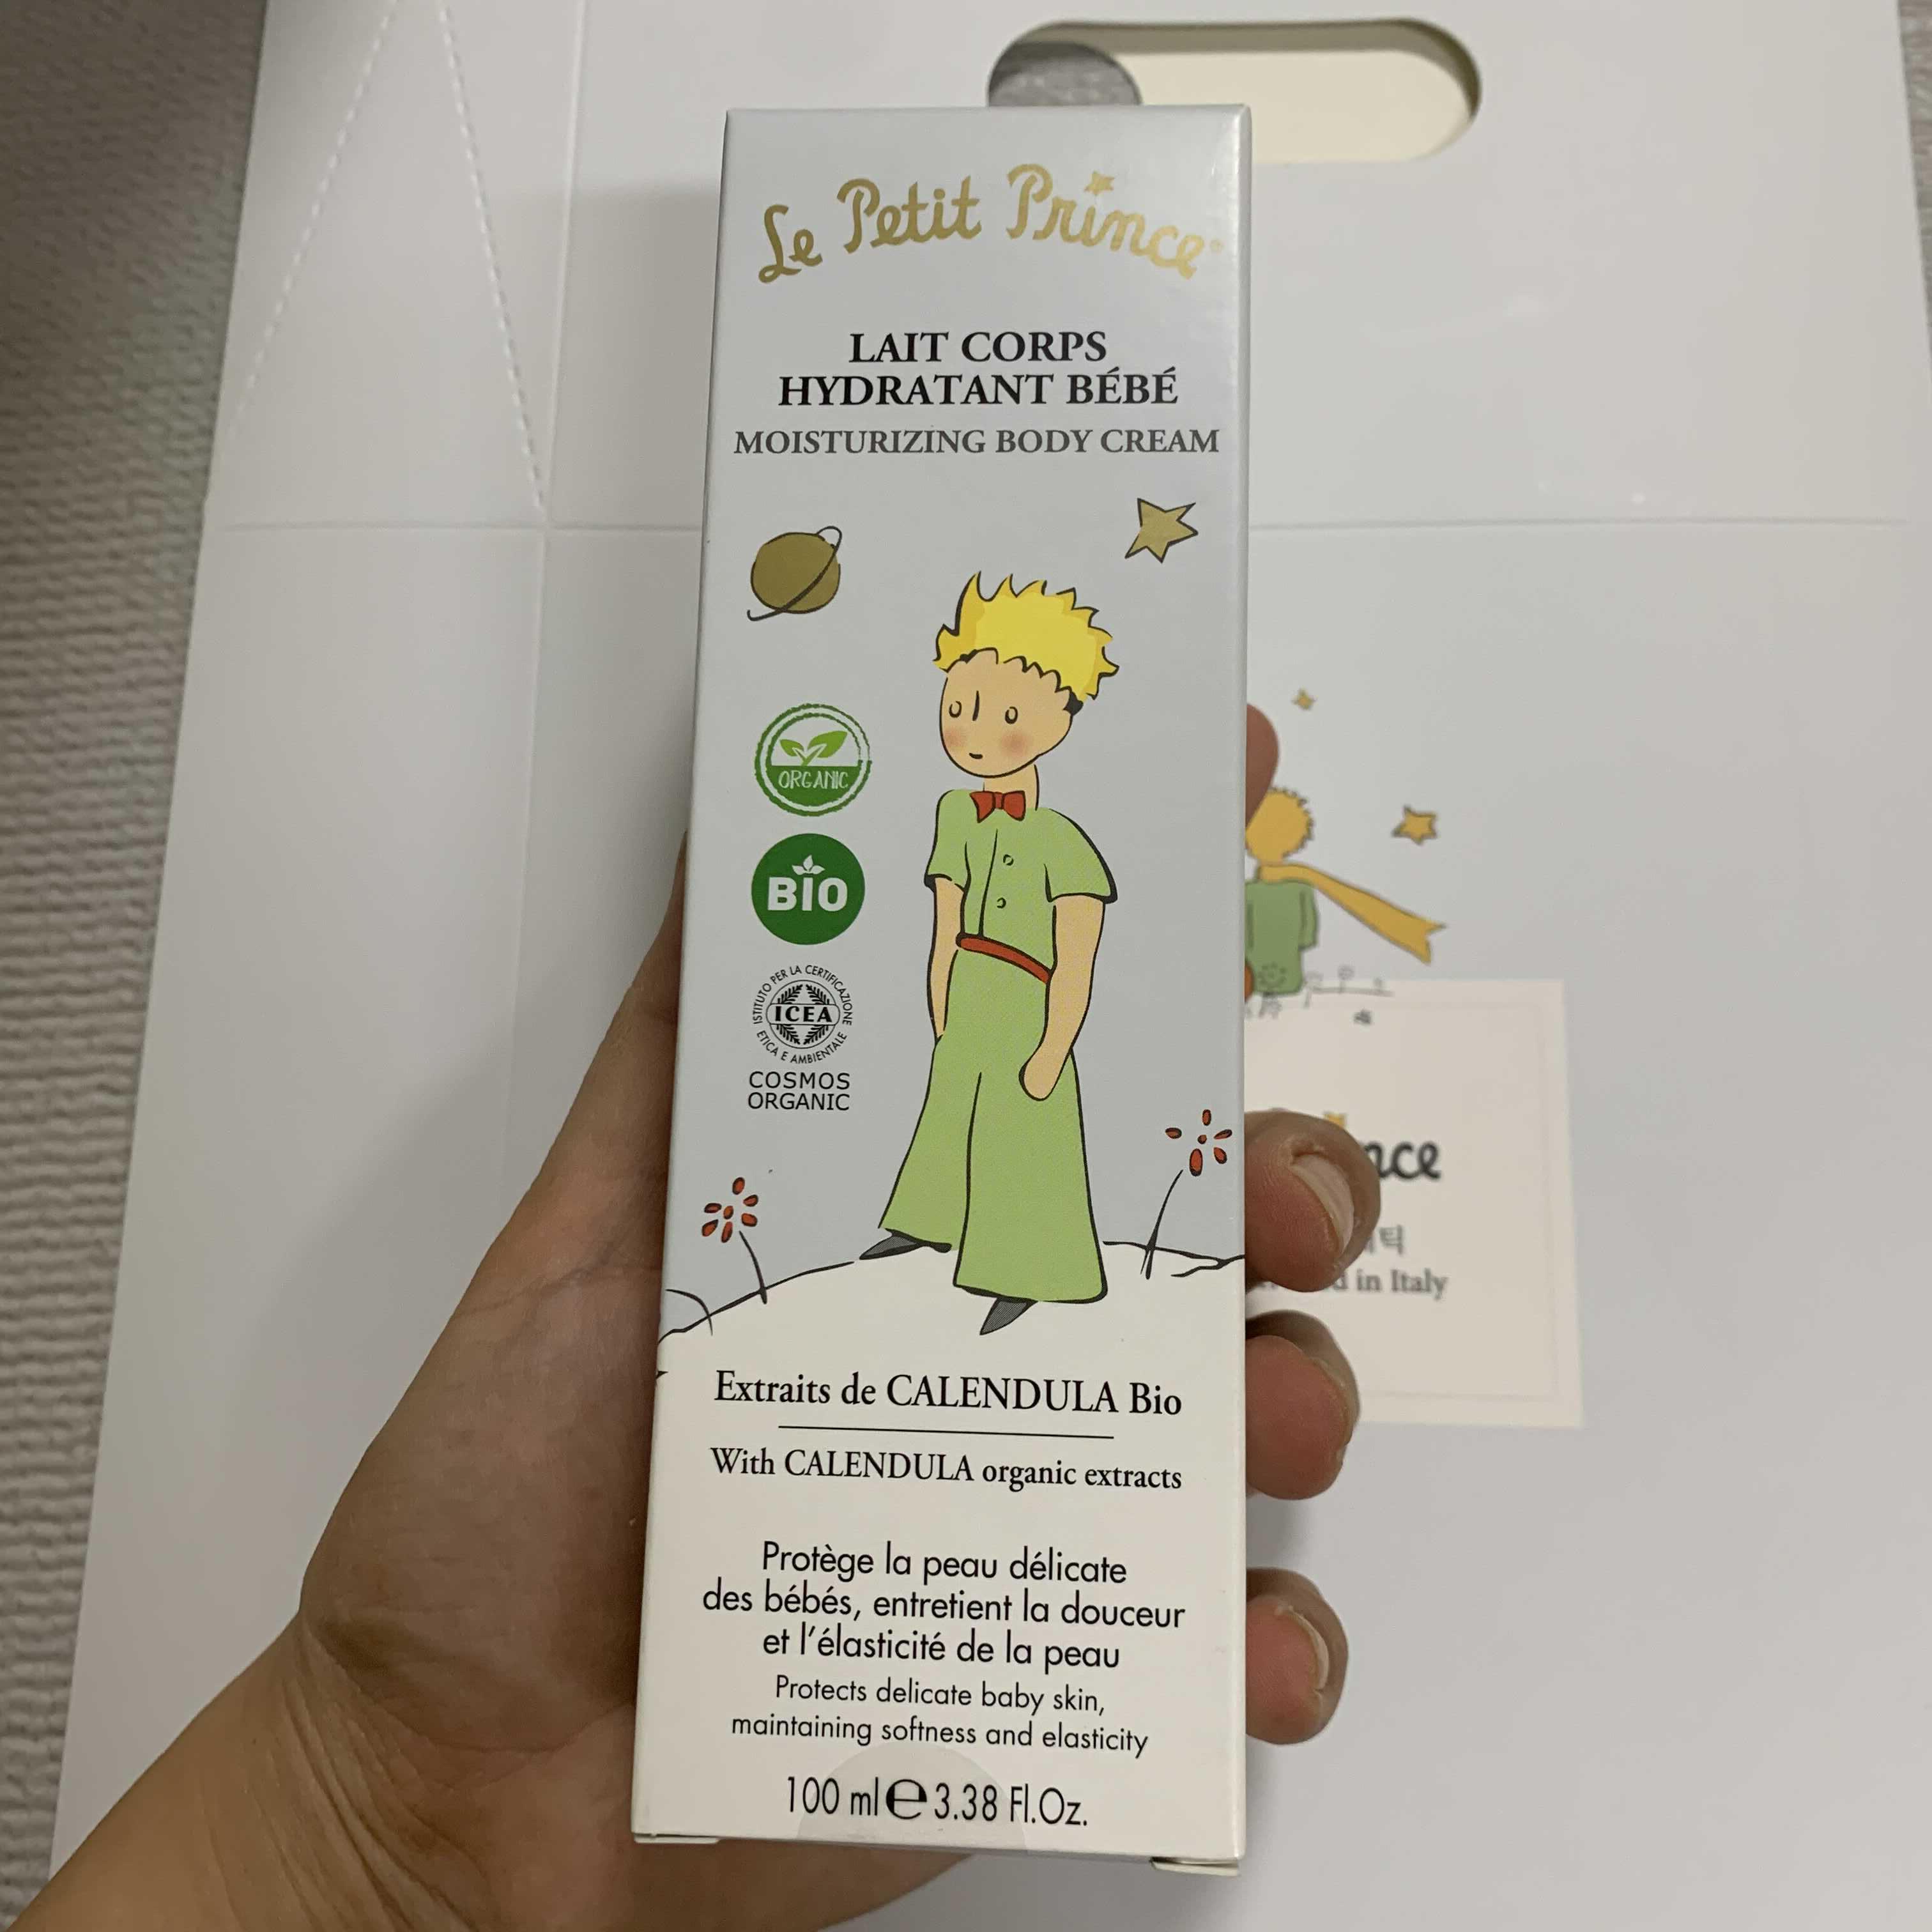 Le Petit Prince
LAIT CORPS
HYDRATANT BÉBÉ
MOISTURIZING BODY CREAM
ORGANIC
BIO
ISTITUTO PER LA CERTIFICAZIONE
ICEA
ETICA E AMBIENTALE
COSMOS
ORGANIC
Extraits de CALENDULA Bio
With CALENDULA organic extracts
Protège la peau délicate
des bébés, entretient la douceur
et l'élasticité de la peau
Protects delicate baby skin,
maintaining softness and elasticity
100 ml ℮ 3.38 Fl.Oz.
in Italy